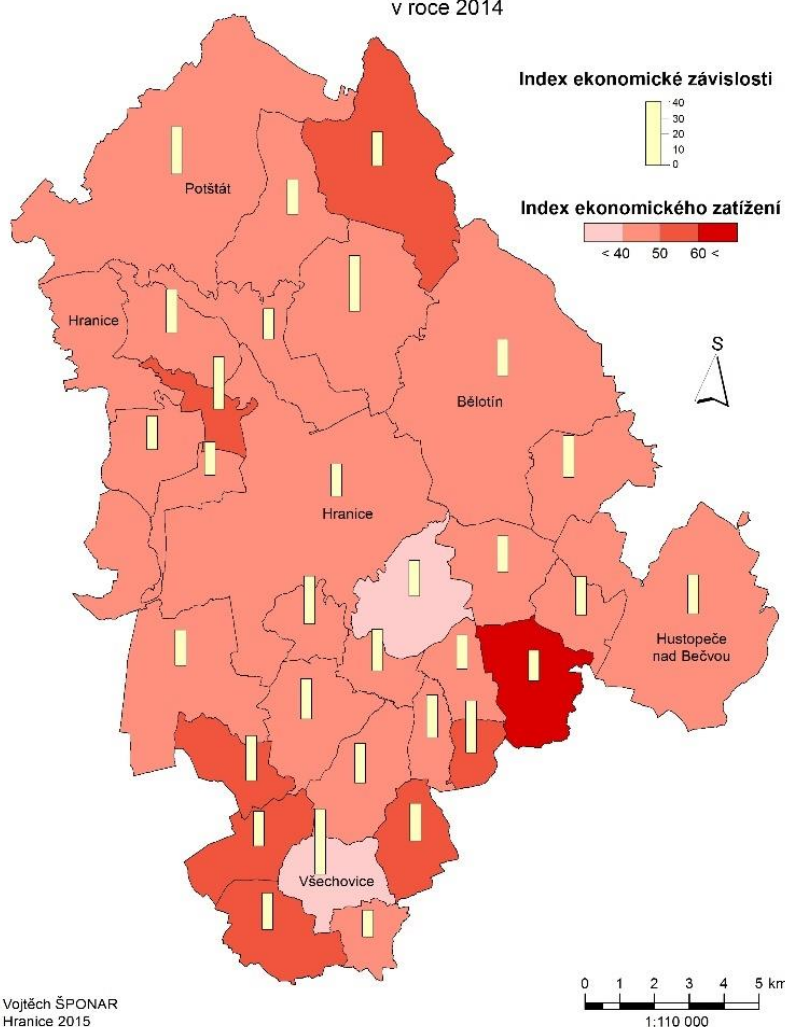 v roce 2014
Index ekonomické závislosti
40
30
20
10
0
Index ekonomického zatížení
< 40 50 60 <
S
Potštát
Hranice
Bělotín
Hranice
Hustopeče
nad Bečvou
Všechovice
0 1 2 3 4 5 km
1:110 000
Vojtěch ŠPONAR
Hranice 2015